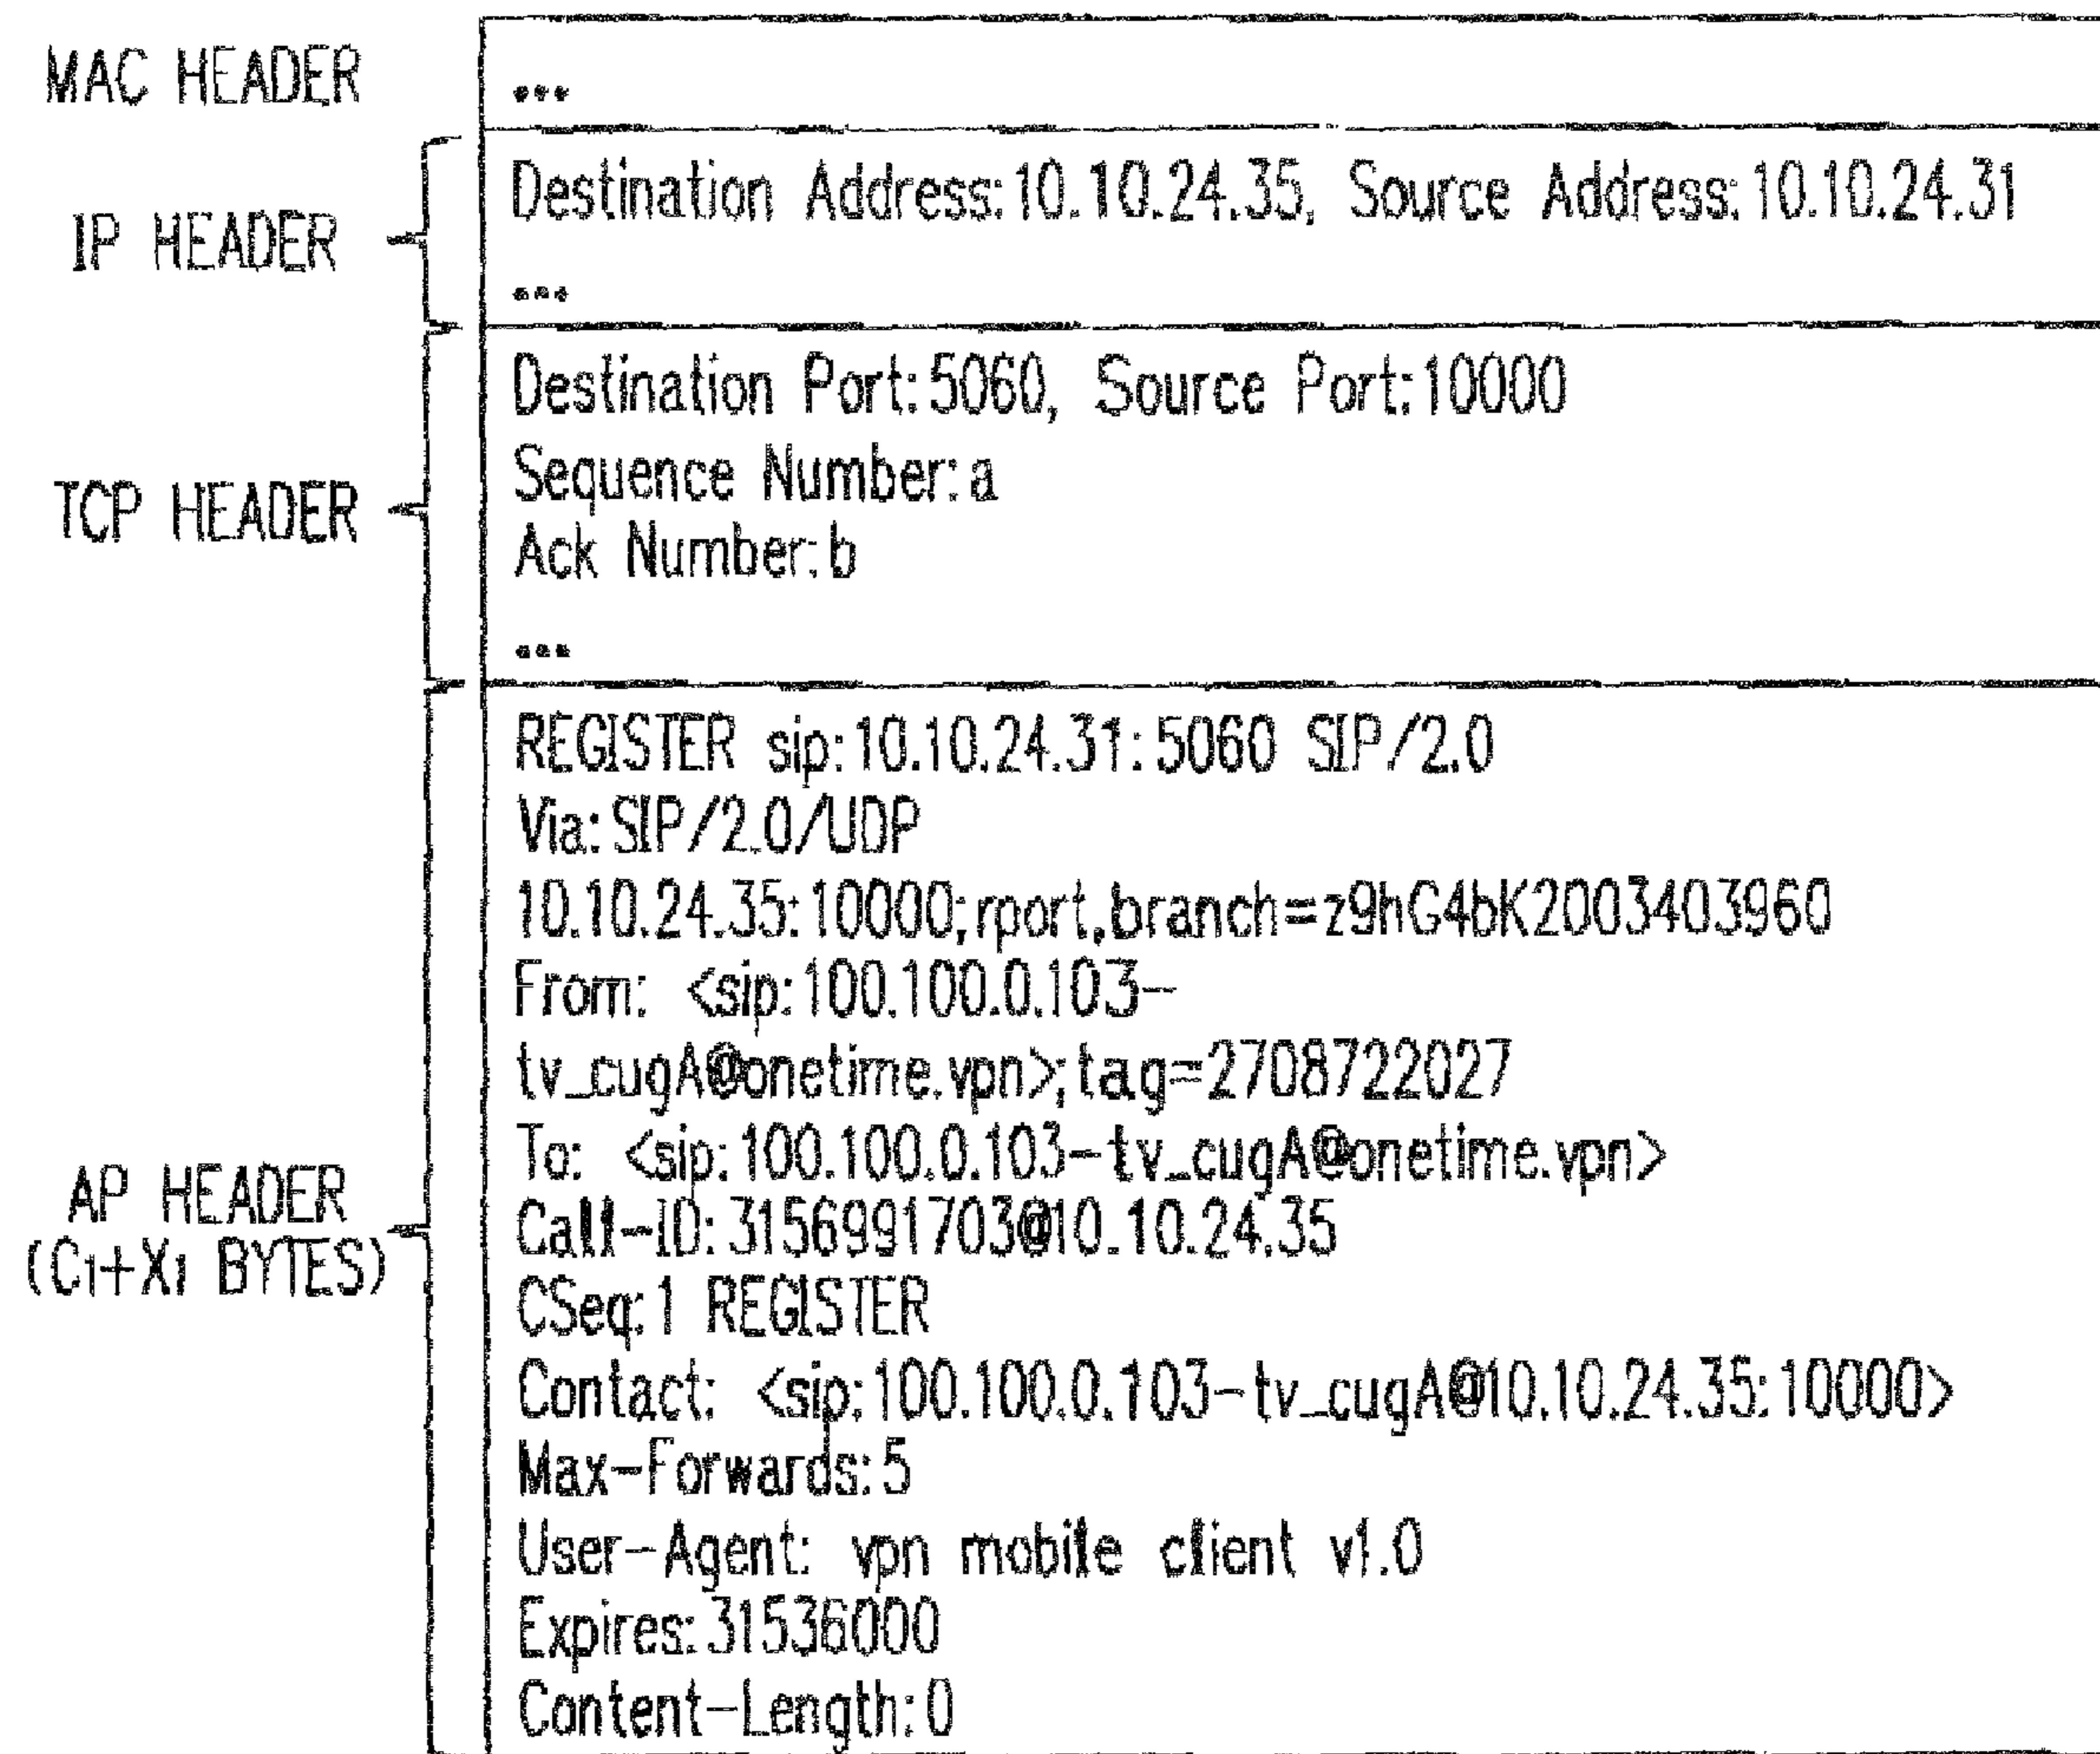 MAC HEADER
...
IP HEADER
Destination Address:10.10.24.35, Source Address:10.10.24.31
...
TCP HEADER
Destination Port:5060, Source Port:10000
Sequence Number:a
Ack Number:b
...
AP HEADER
(C1+X1 BYTES)
REGISTER sip:10.10.24.31:5060 SIP/2.0
Via:SIP/2.0/UDP
10.10.24.35:10000;rport,branch=z9hG4bK2003403960
From: <sip:100.100.0.103-
tv_cugA@onetime.vpn>;tag=2708722027
To: <sip:100.100.0.103-tv_cugA@onetime.vpn>
Call-ID:3156991703@10.10.24.35
CSeq:1 REGISTER
Contact: <sip:100.100.0.103-tv_cugA@10.10.24.35:10000>
Max-Forwards:5
User-Agent: vpn mobile client v1.0
Expires:31536000
Content-Length:0